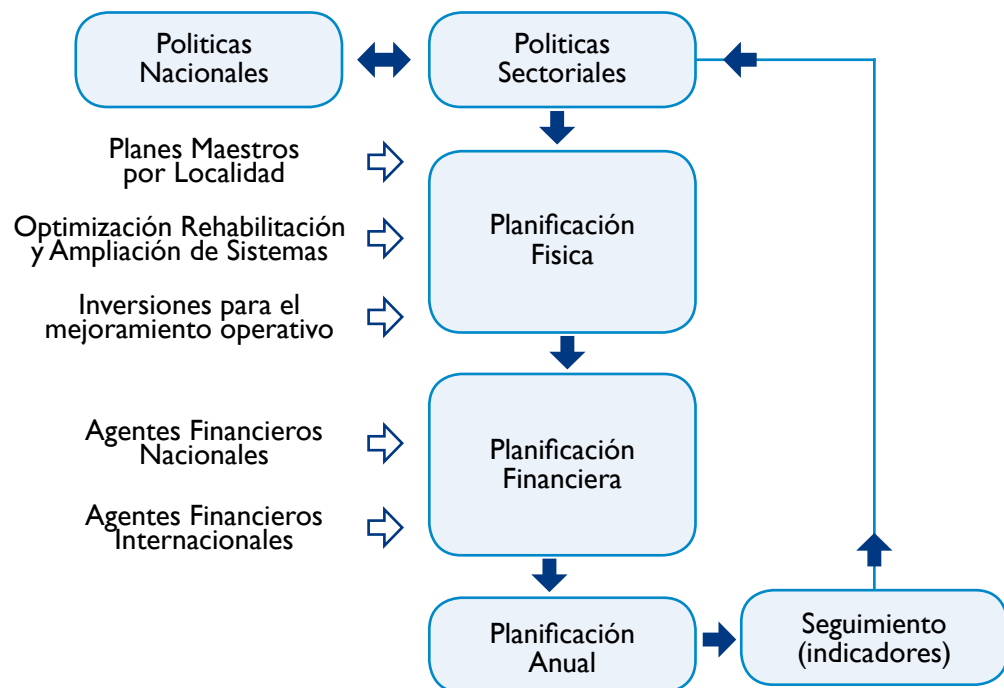 Politicas
Nacionales
Politicas
Sectoriales
Planes Maestros
por Localidad
Optimización Rehabilitación
y Ampliación de Sistemas
Inversiones para el
mejoramiento operativo
Planificación
Fisica
Agentes Financieros
Nacionales
Agentes Financieros
Internacionales
Planificación
Financiera
Planificación
Anual
Seguimiento
(indicadores)